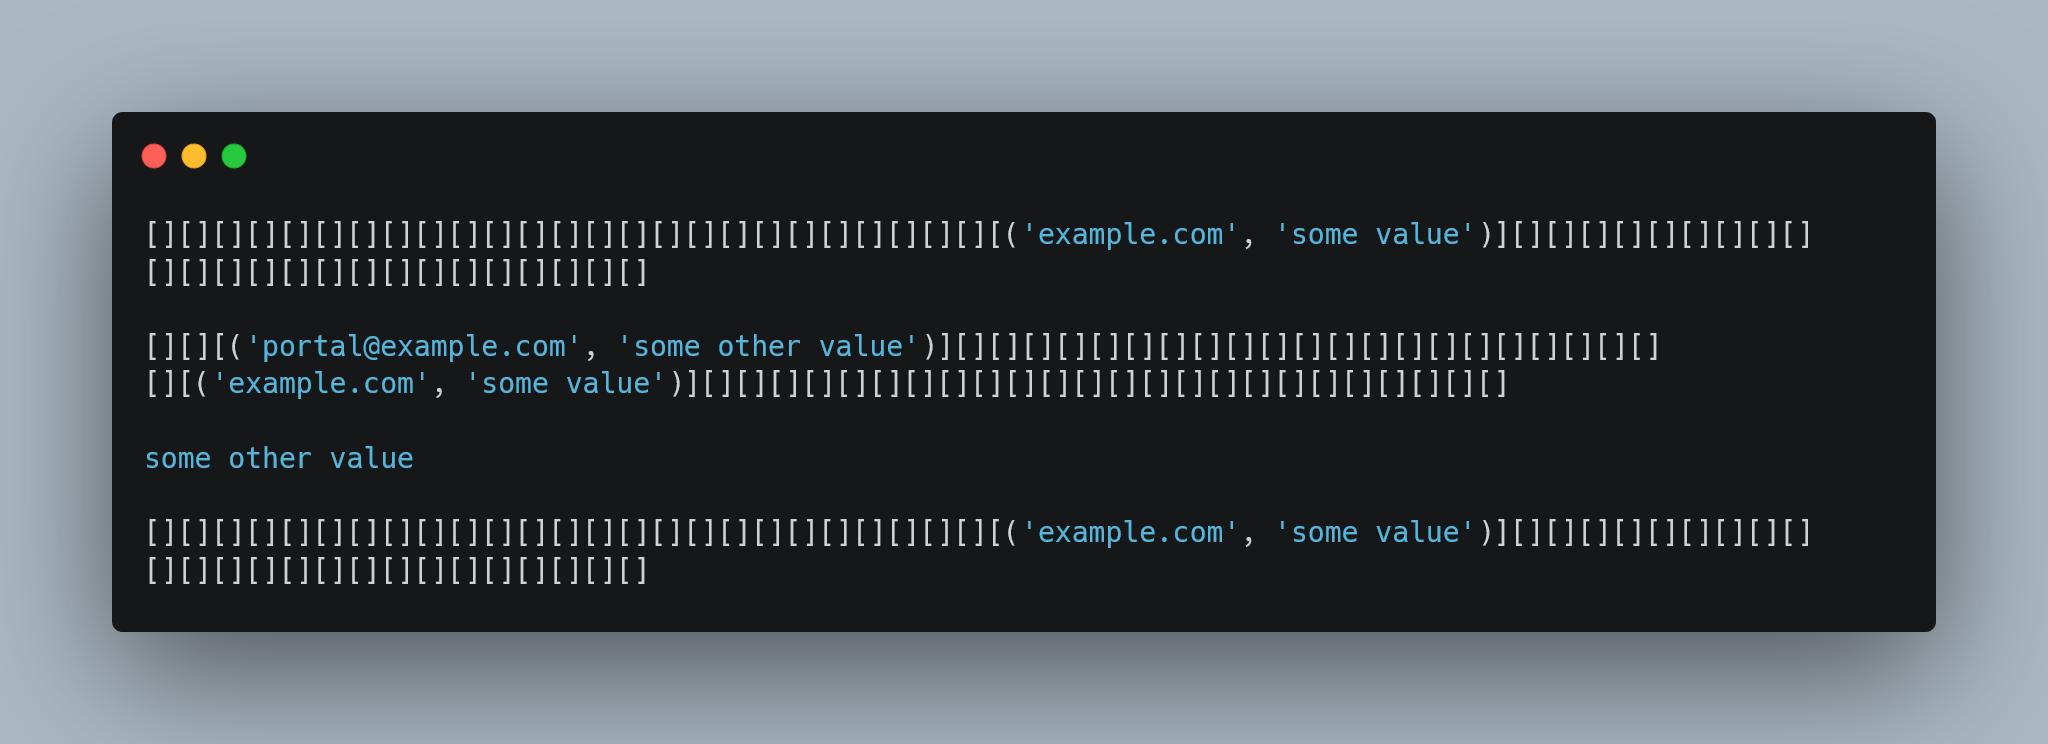 [][][][][][][][][][][][][][][][][][][][][][][][][][('example.com', 'some value')][][][][][][][][][]
[][][][][][][][][][][][][][][]
[][][('portal@example.com', 'some other value')][][][][][][][][][][][][][][][][][][][][][]
[][('example.com', 'some value')][][][][][][][][][][][][][][][][][][][][][][][][]
some other value
[][][][][][][][][][][][][][][][][][][][][][][][][][('example.com', 'some value')][][][][][][][][][]
[][][][][][][][][][][][][][][]